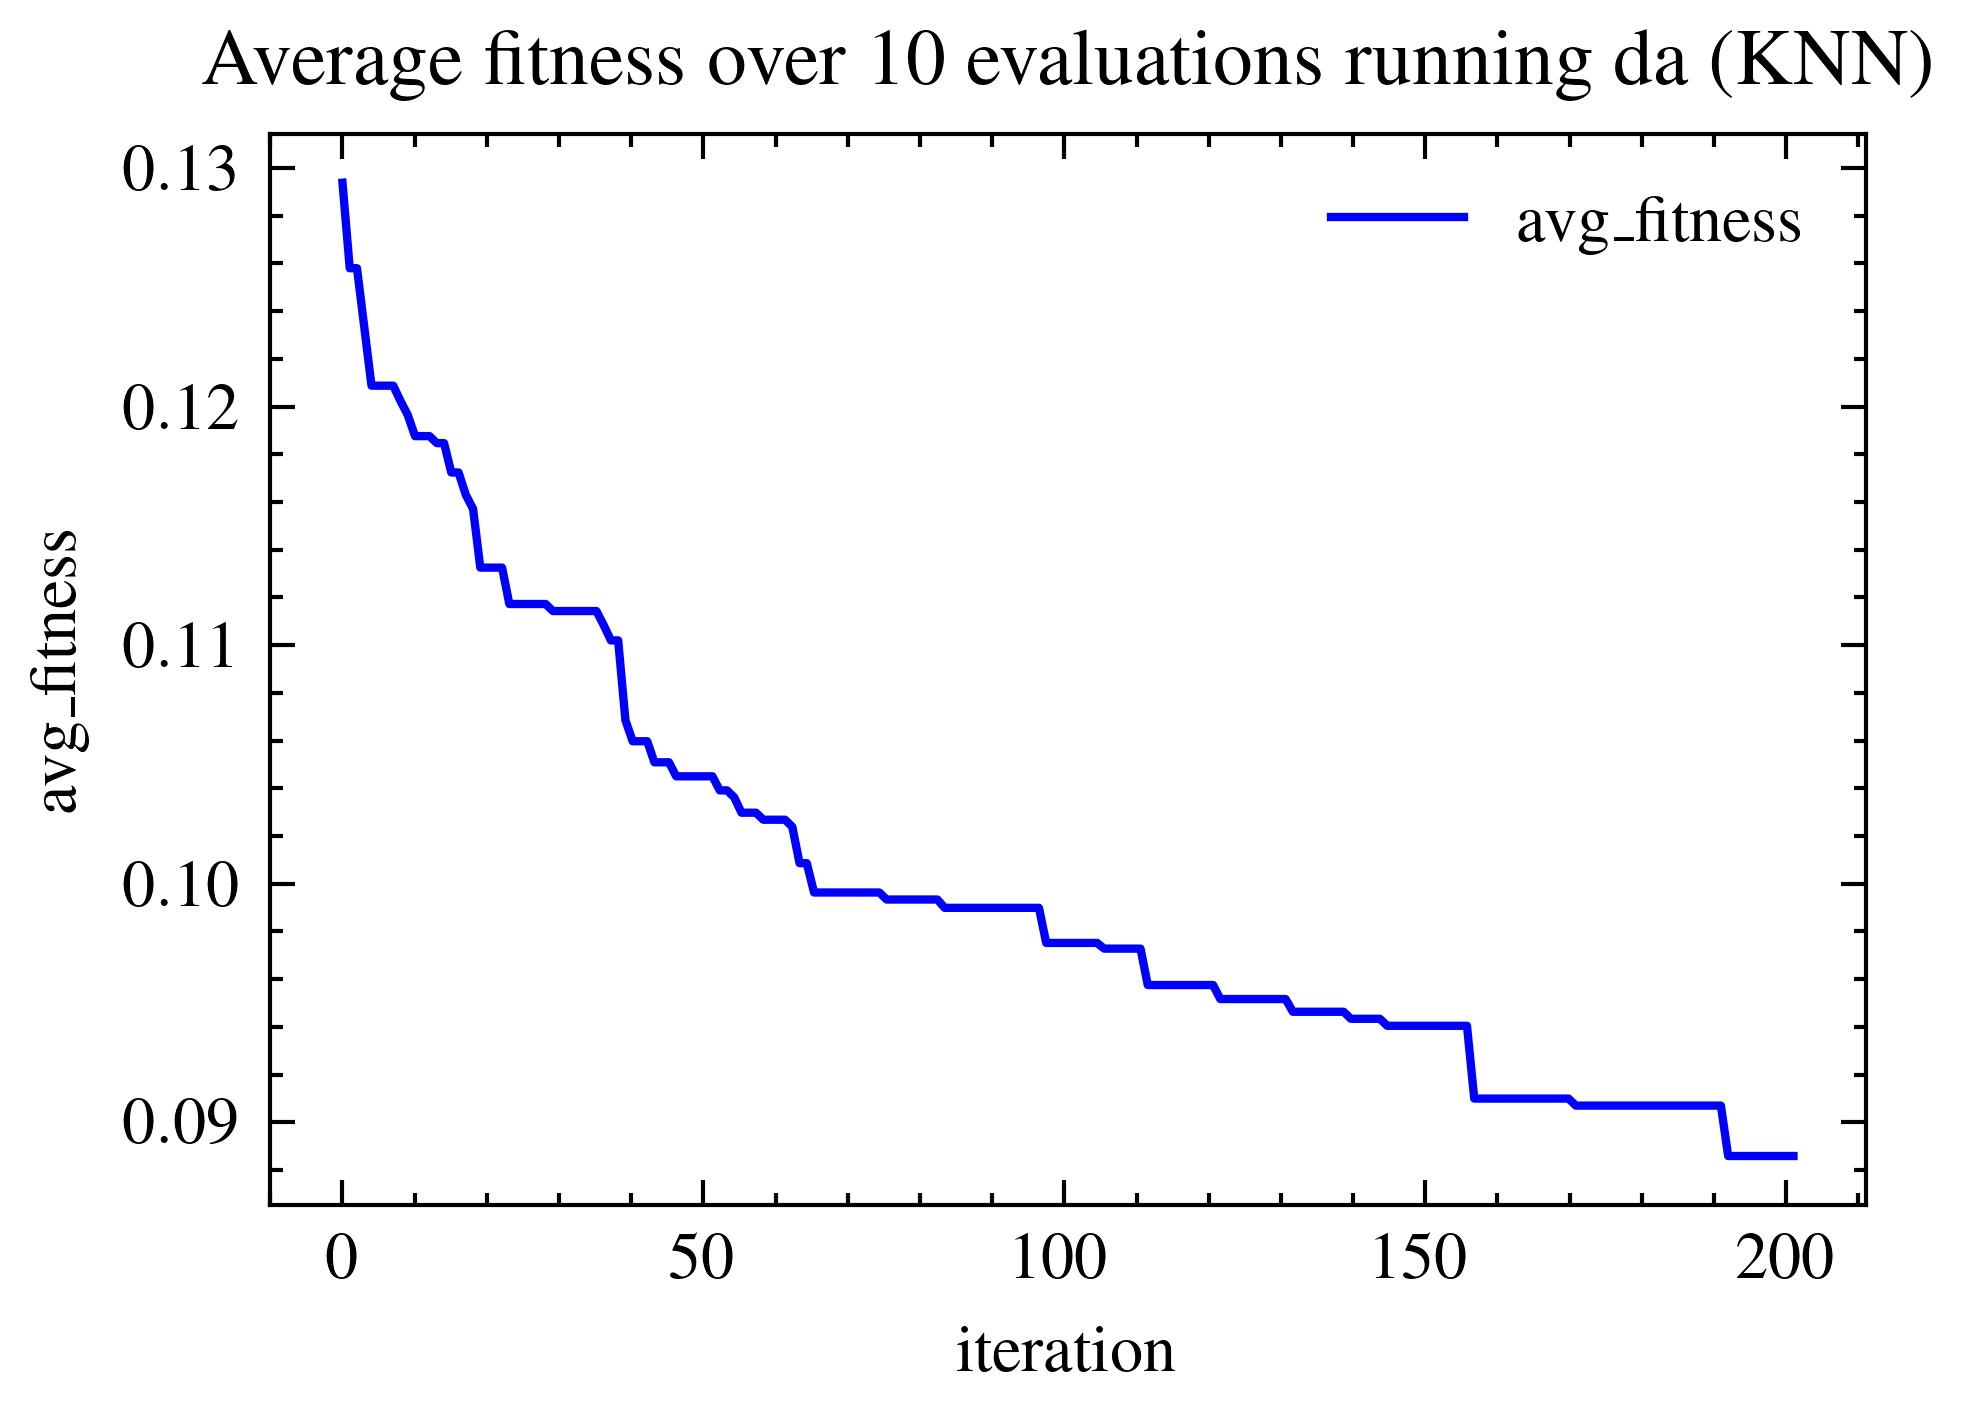 Average fitness over 10 evaluations running da (KNN)
avg_fitness
0.13
0.12
0.11
0.10
0.09
avg_fitness
0
50
100
150
200
iteration